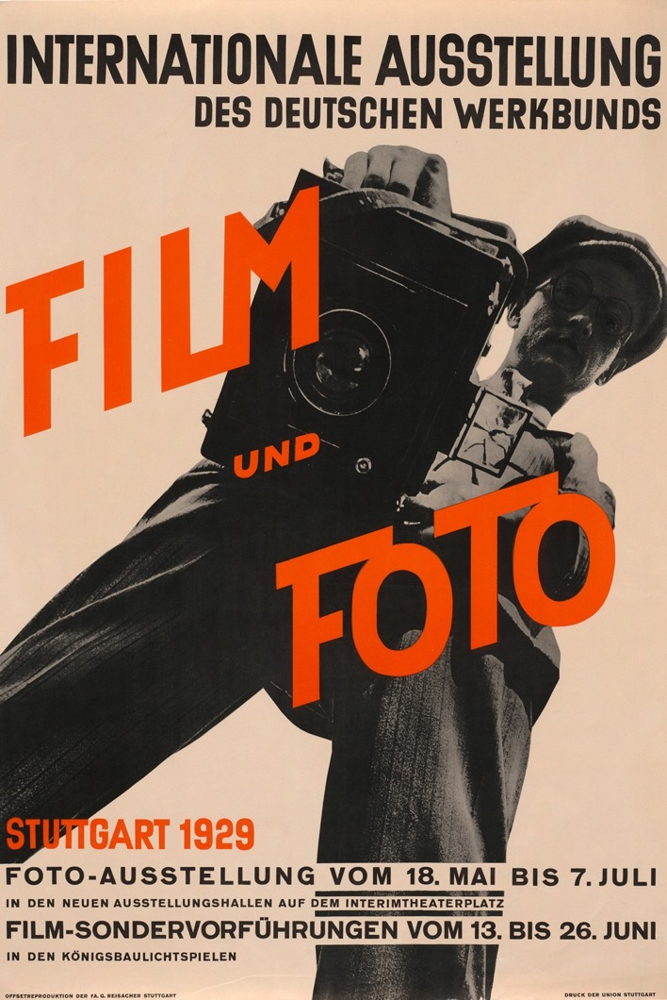 INTERNATIONALE AUSSTELLUNG
DES DEUTSCHEN WERKBUNDS
FILM
UND
FOTO
STUTTGART 1929
FOTO-AUSSTELLUNG VOM 18. MAI BIS 7. JULI
IN DEN NEUEN AUSSTELLUNGSHALLEN AUF DEM INTERIMTHEATERPLATZ
FILM-SONDERVORFÜHRUNGEN VOM 13. BIS 26. JUNI
IN DEN KÖNIGSBAULICHTSPIELEN
OFFSETREPRODUKTION DER FA. G. REISACHER STUTTGART
DRUCK DER UNION STUTTGART